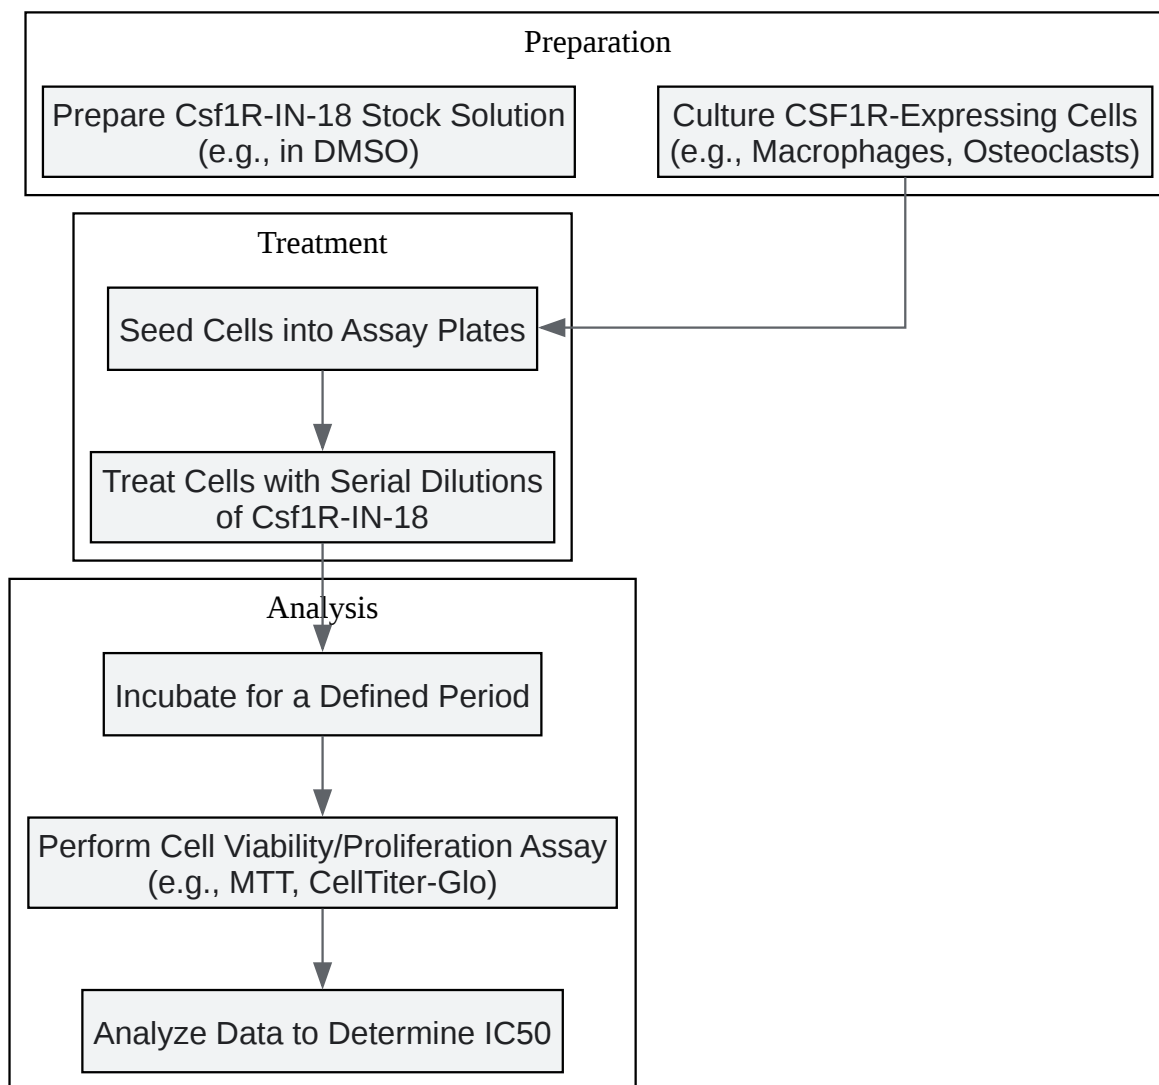 Preparation
Prepare Csf1R-IN-18 Stock Solution
(e.g., in DMSO)
Culture CSF1R-Expressing Cells
(e.g., Macrophages, Osteoclasts)
Treatment
Seed Cells into Assay Plates
Treat Cells with Serial Dilutions
of Csf1R-IN-18
Analysis
Incubate for a Defined Period
Perform Cell Viability/Proliferation Assay
(e.g., MTT, CellTiter-Glo)
Analyze Data to Determine IC50